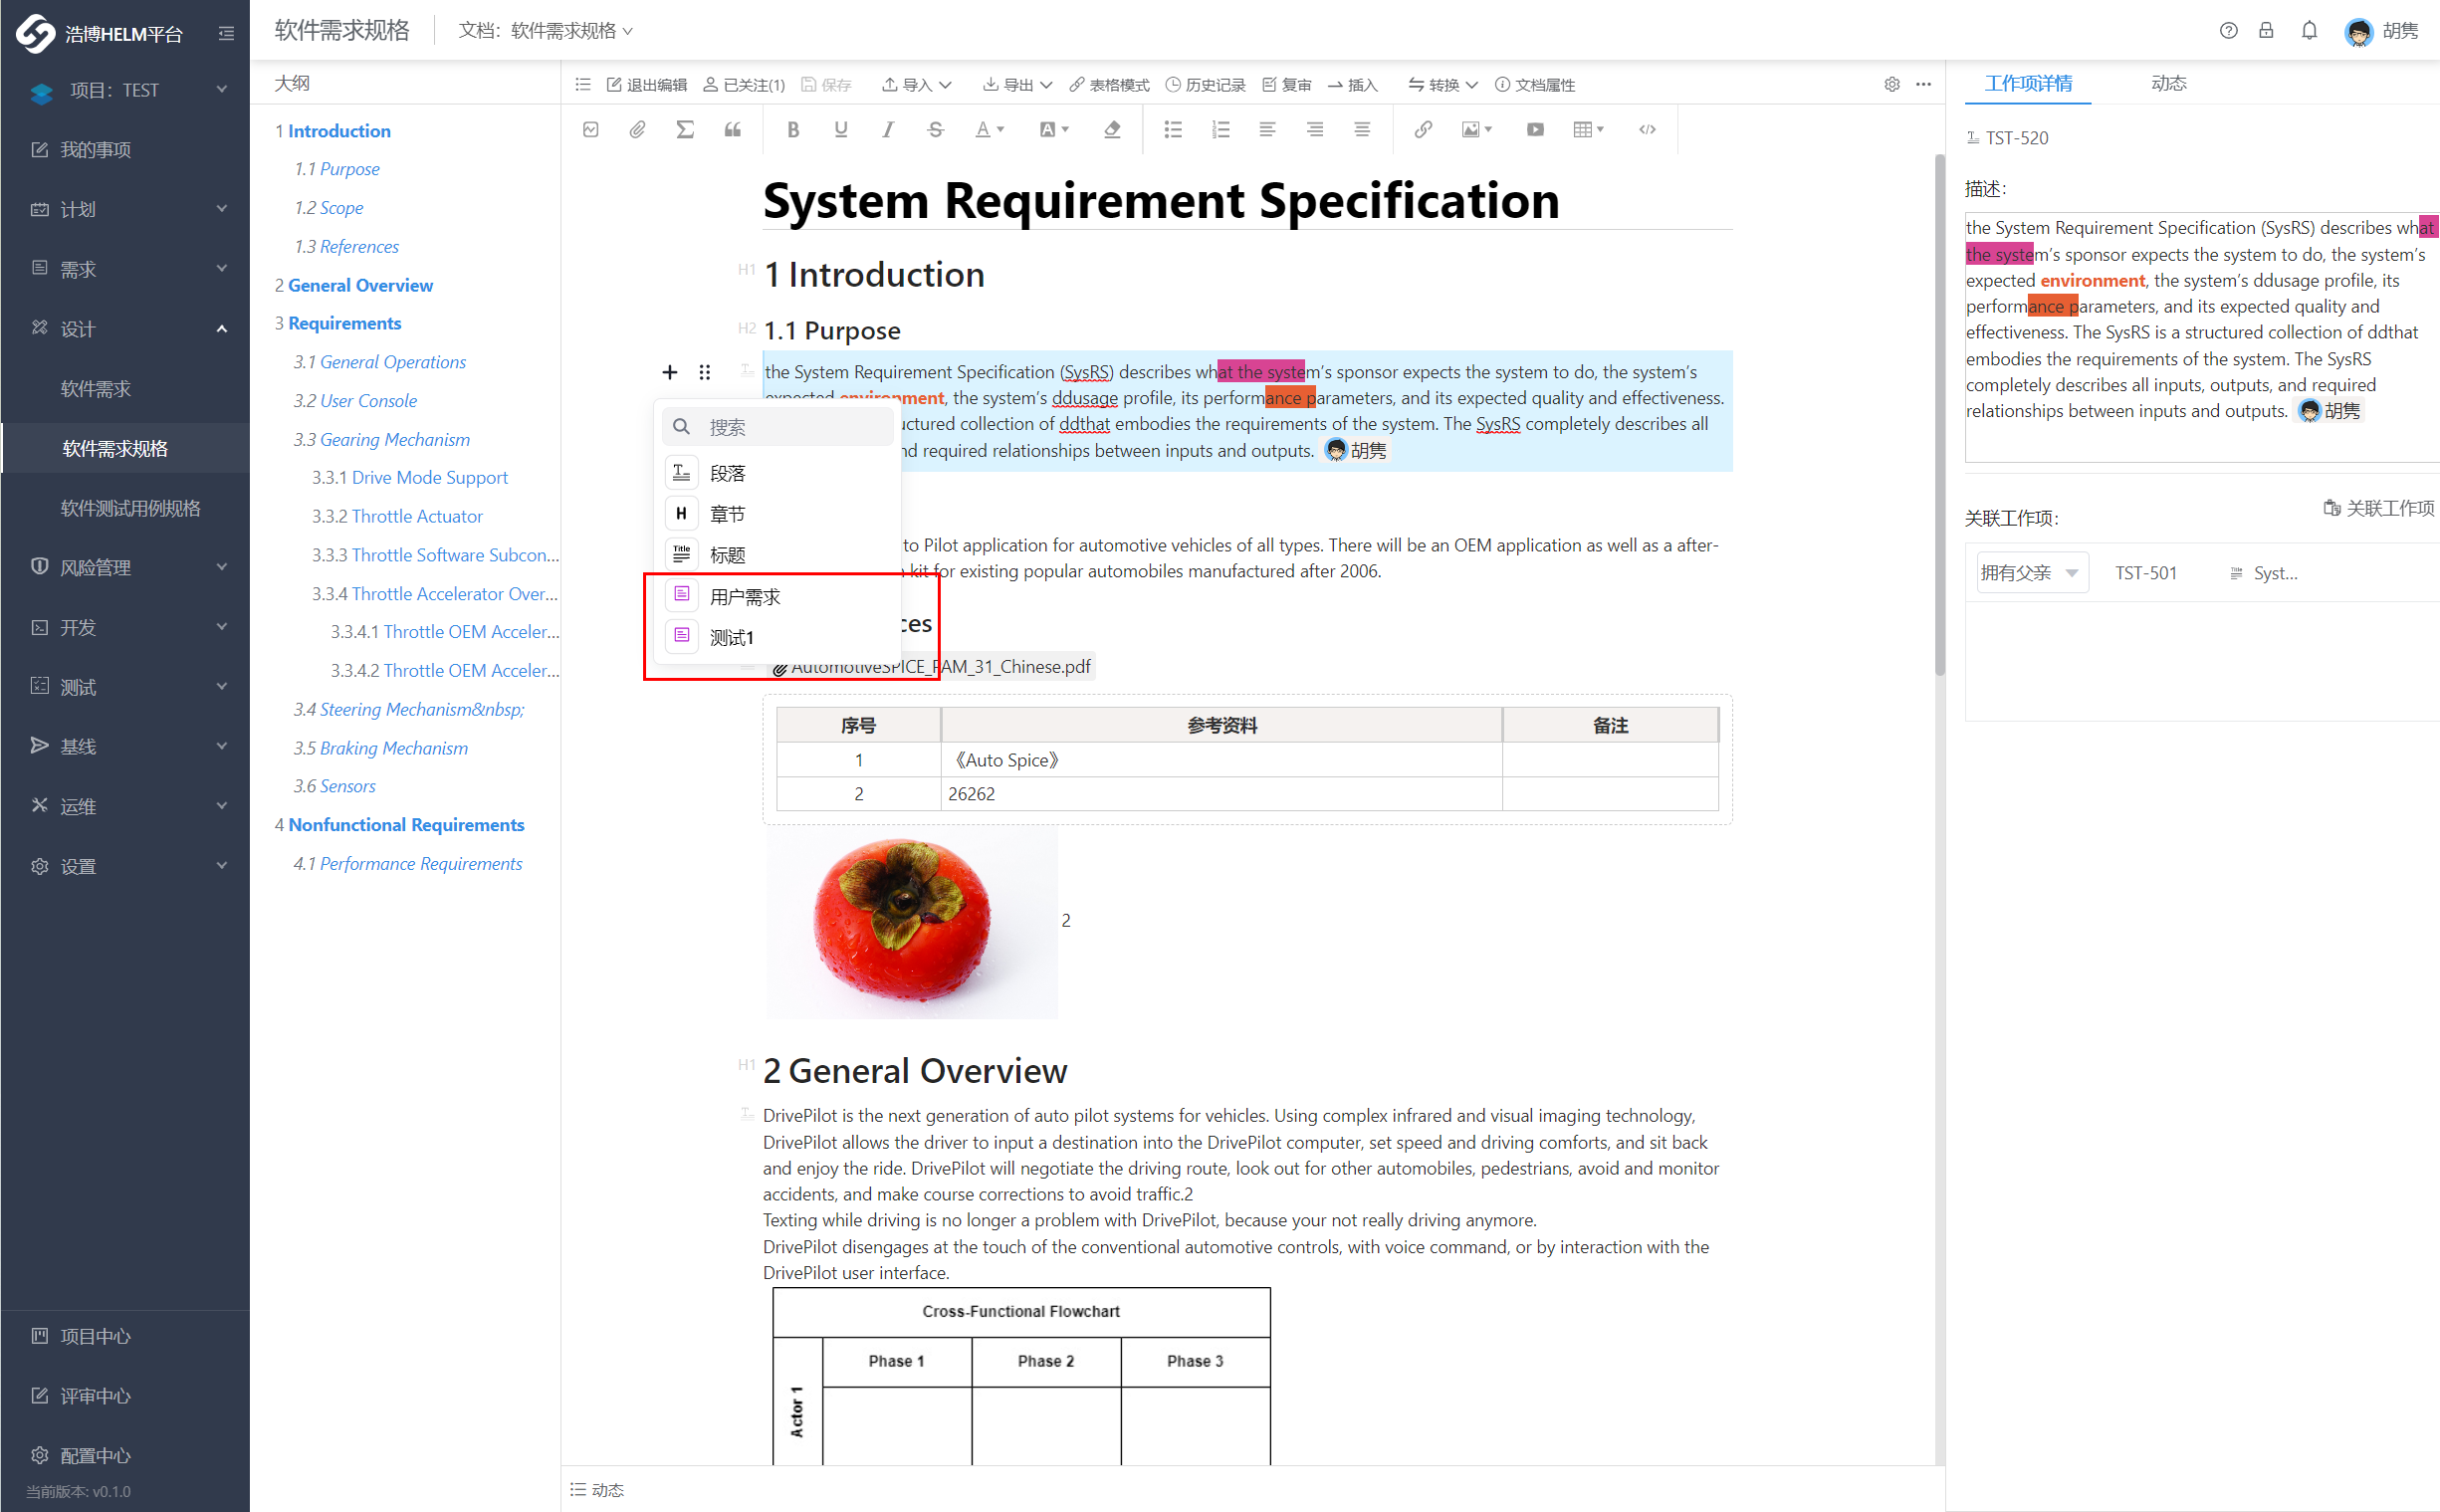 浩博HELM平台
项目：TEST
我的事项
计划
需求
设计
软件需求
软件需求规格
软件测试用例规格
风险管理
开发
测试
基线
运维
设置
项目中心
评审中心
配置中心
当前版本: v0.1.0
软件需求规格
文档：软件需求规格
胡隽
大纲
1 Introduction
1.1 Purpose
1.2 Scope
1.3 References
2 General Overview
3 Requirements
3.1 General Operations
3.2 User Console
3.3 Gearing Mechanism
3.3.1 Drive Mode Support
3.3.2 Throttle Actuator
3.3.3 Throttle Software Subcon...
3.3.4 Throttle Accelerator Over...
3.3.4.1 Throttle OEM Acceler...
3.3.4.2 Throttle OEM Acceler...
3.4 Steering Mechanism&nbsp;
3.5 Braking Mechanism
3.6 Sensors
4 Nonfunctional Requirements
4.1 Performance Requirements
退出编辑 已关注(1) 保存 导入 导出 表格模式 历史记录 复审 插入 转换 文档属性
System Requirement Specification
H1 1 Introduction
H2 1.1 Purpose
the System Requirement Specification (SysRS) describes what the system’s sponsor expects the system to do, the system’s
expected environment, the system’s ddusage profile, its performance parameters, and its expected quality and effectiveness.
uctured collection of ddthat embodies the requirements of the system. The SysRS completely describes all
nd required relationships between inputs and outputs. 胡隽
搜索
段落
H 章节
Title 标题
用户需求
测试1
to Pilot application for automotive vehicles of all types. There will be an OEM application as well as a after-
kit for existing popular automobiles manufactured after 2006.
ces
AutomotiveSPICE_PAM_31_Chinese.pdf
序号 参考资料 备注
1 《Auto Spice》
2 26262
2
H1 2 General Overview
DrivePilot is the next generation of auto pilot systems for vehicles. Using complex infrared and visual imaging technology,
DrivePilot allows the driver to input a destination into the DrivePilot computer, set speed and driving comforts, and sit back
and enjoy the ride. DrivePilot will negotiate the driving route, look out for other automobiles, pedestrians, avoid and monitor
accidents, and make course corrections to avoid traffic.2
Texting while driving is no longer a problem with DrivePilot, because your not really driving anymore.
DrivePilot disengages at the touch of the conventional automotive controls, with voice command, or by interaction with the
DrivePilot user interface.
Cross-Functional Flowchart
Phase 1 Phase 2 Phase 3
Actor 1
动态
工作项详情 动态
TST-520
描述：
the System Requirement Specification (SysRS) describes what
the system’s sponsor expects the system to do, the system’s
expected environment, the system’s ddusage profile, its
performance parameters, and its expected quality and
effectiveness. The SysRS is a structured collection of ddthat
embodies the requirements of the system. The SysRS
completely describes all inputs, outputs, and required
relationships between inputs and outputs. 胡隽
关联工作项：
关联工作项
拥有父亲 TST-501 Title Syst...